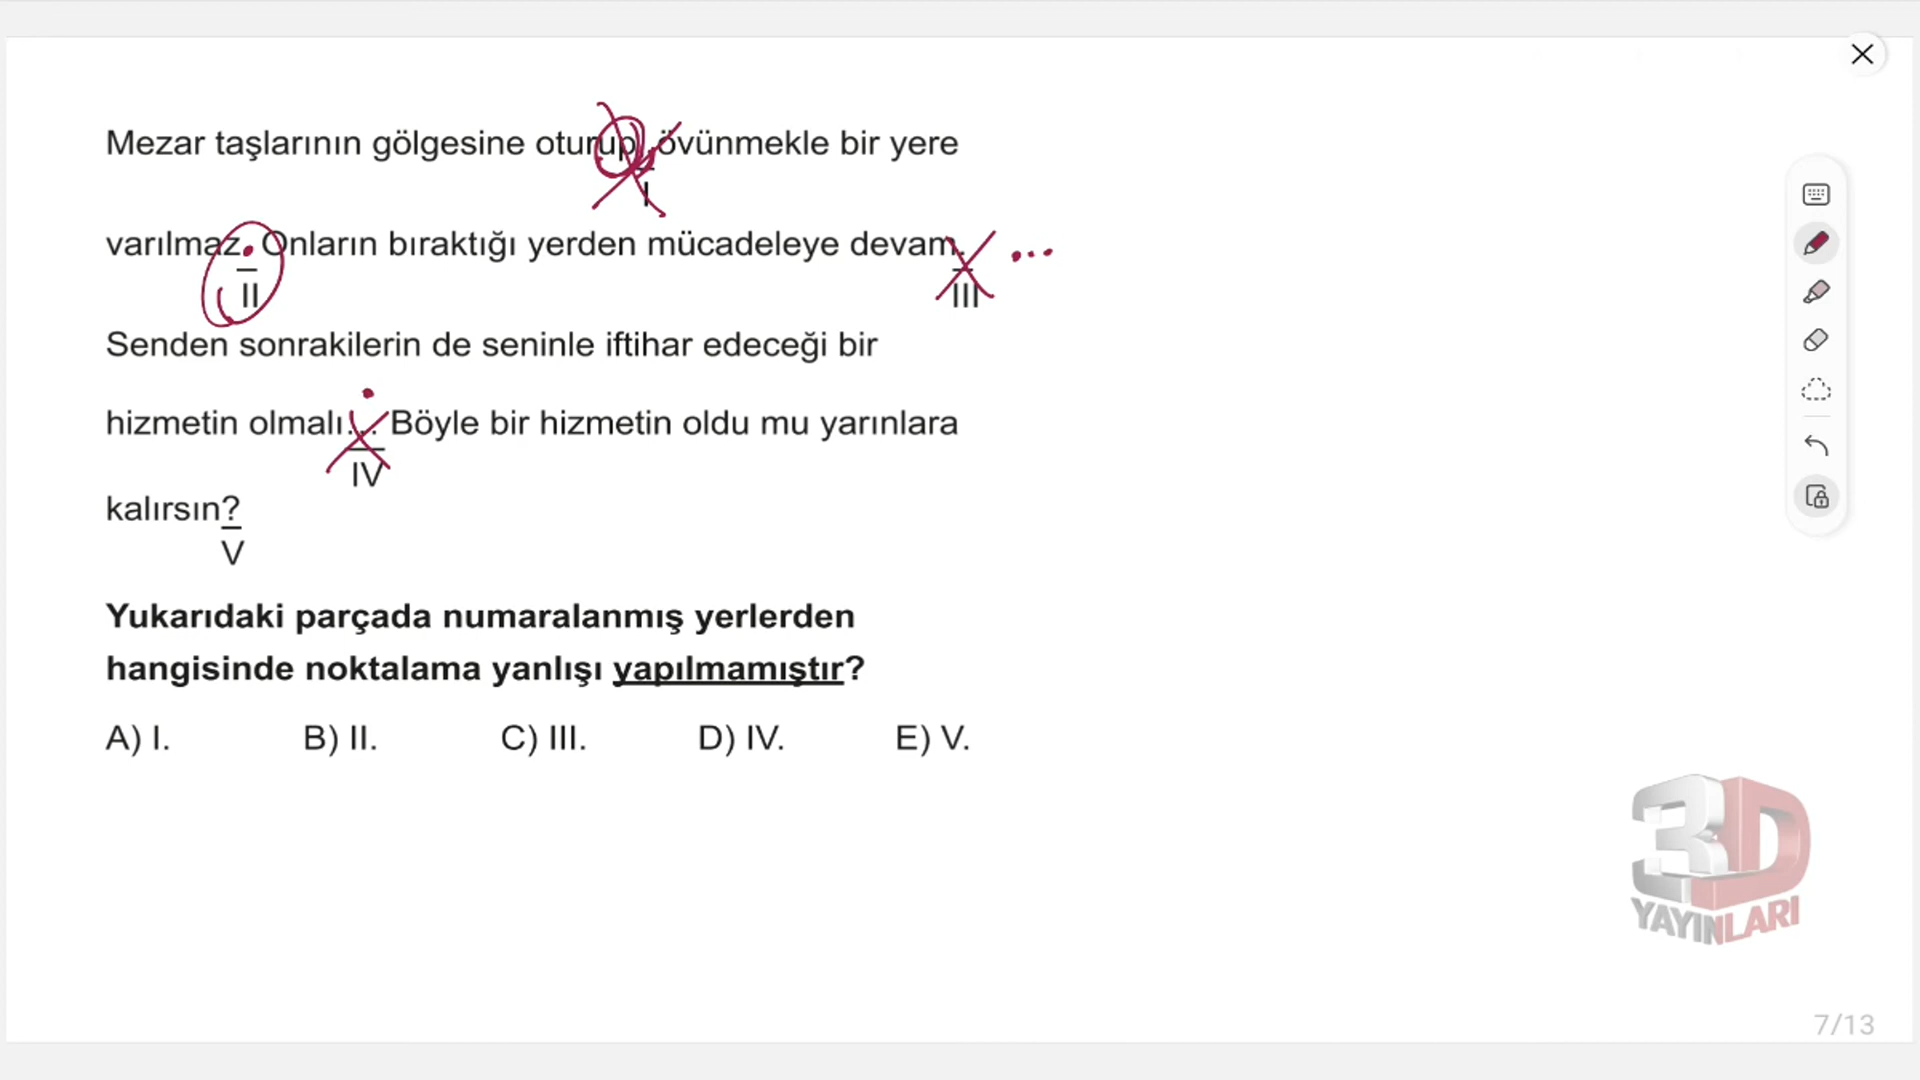 Mezar taşlarının gölgesine oturup, övünmekle bir yere
I
varılmaz. Onların bıraktığı yerden mücadeleye devam. ...
II III
Senden sonrakilerin de seninle iftihar edeceği bir
hizmetin olmalı... Böyle bir hizmetin oldu mu yarınlara
IV
kalırsın?
V
Yukarıdaki parçada numaralanmış yerlerden
hangisinde noktalama yanlışı yapılmamıştır?
A) I. B) II. C) III. D) IV. E) V.
3D
YAYINLARI
7/13